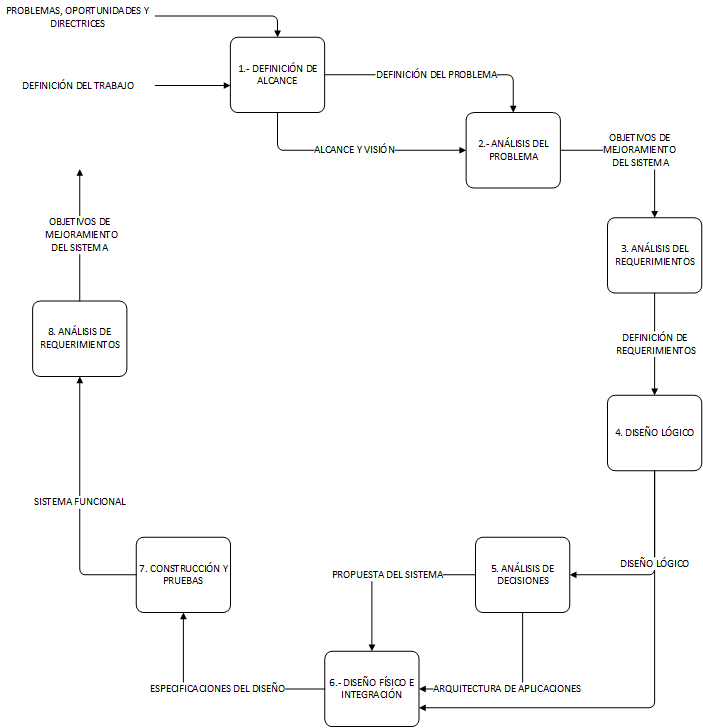 PROBLEMAS, OPORTUNIDADES Y
DIRECTRICES
1.- DEFINICIÓN DE
ALCANCE
DEFINICIÓN DEL PROBLEMA
DEFINICIÓN DEL TRABAJO
ALCANCE Y VISIÓN
2.- ANÁLISIS DEL
PROBLEMA
OBJETIVOS DE
MEJORAMIENTO
DEL SISTEMA
3. ANÁLISIS DEL
REQUERIMIENTOS
DEFINICIÓN DE
REQUERIMIENTOS
4. DISEÑO LÓGICO
DISEÑO LÓGICO
5. ANÁLISIS DE
DECISIONES
PROPUESTA DEL SISTEMA
ARQUITECTURA DE APLICACIONES
6.- DISEÑO FÍSICO E
INTEGRACIÓN
ESPECIFICACIONES DEL DISEÑO
7. CONSTRUCCIÓN Y
PRUEBAS
SISTEMA FUNCIONAL
8. ANÁLISIS DE
REQUERIMIENTOS
OBJETIVOS DE
MEJORAMIENTO
DEL SISTEMA